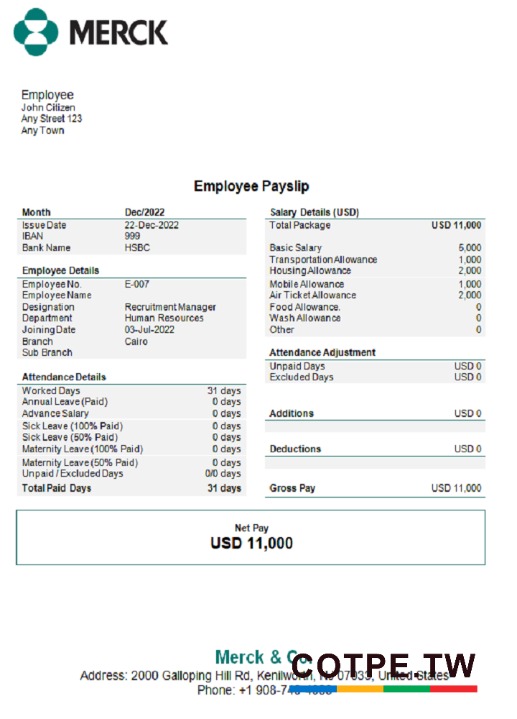 MERCK
Employee
John Citizen
Any Street 123
Any Town
Employee Payslip
Month Dec/2022
Issue Date 22-Dec-2022
IBAN 999
Bank Name HSBC
Employee Details
Employee No. E-007
Employee Name
Designation Recruitment Manager
Department Human Resources
Joining Date 03-Jul-2022
Branch Cairo
Sub Branch
Attendance Details
Worked Days 31 days
Annual Leave (Paid) 0 days
Advance Salary 0 days
Sick Leave (100% Paid) 0 days
Sick Leave (50% Paid) 0 days
Maternity Leave (100% Paid) 0 days
Maternity Leave (50% Paid) 0 days
Unpaid / Excluded Days 0/0 days
Total Paid Days 31 days
Salary Details (USD)
Total Package USD 11,000
Basic Salary 5,000
Transportation Allowance 1,000
Housing Allowance 2,000
Mobile Allowance 1,000
Air Ticket Allowance 2,000
Food Allowance. 0
Wash Allowance 0
Other 0
Attendance Adjustment
Unpaid Days USD 0
Excluded Days USD 0
Additions USD 0
Deductions USD 0
Gross Pay USD 11,000
Net Pay
USD 11,000
Merck & Co.
COTPE.TW
Address: 2000 Galloping Hill Rd, Kenilworth, NJ 07033, United States
Phone: +1 908-